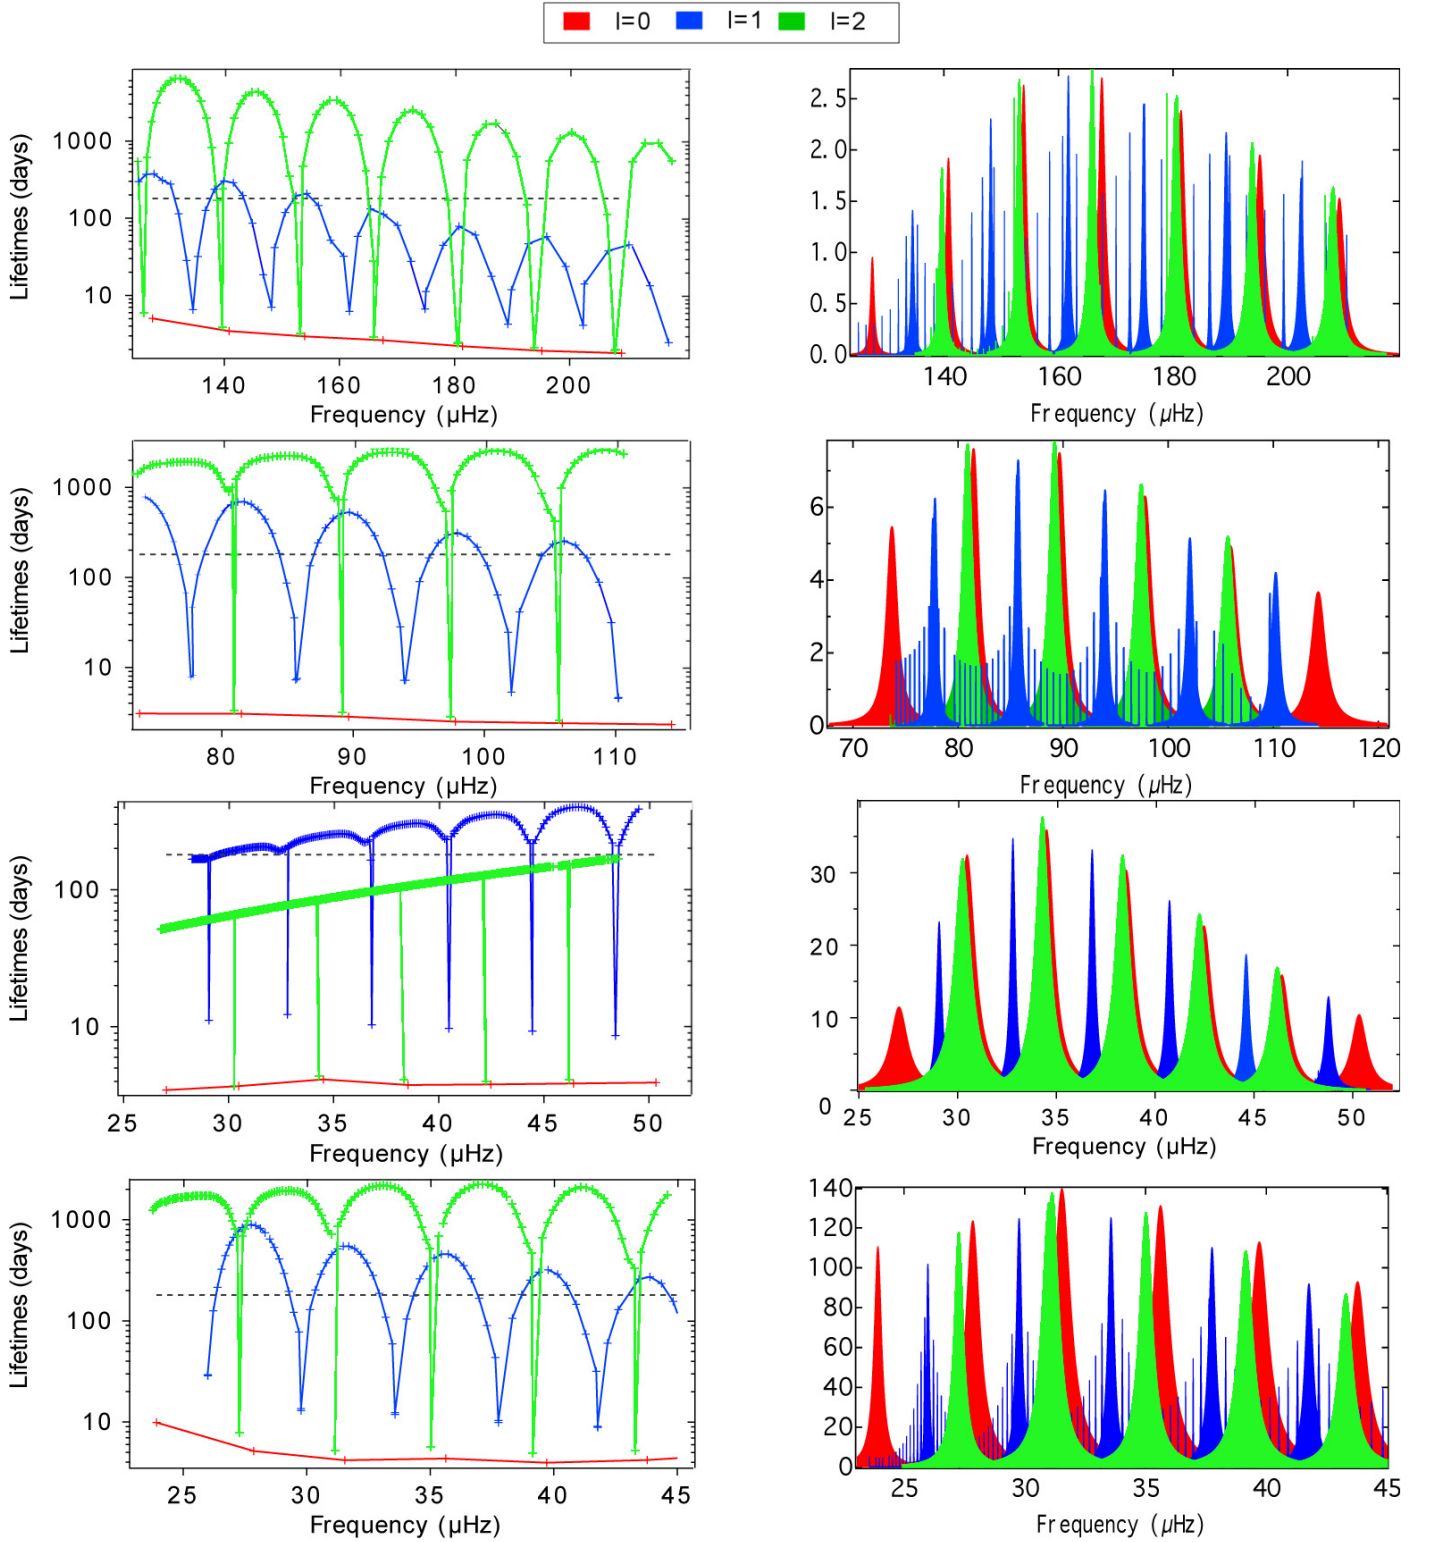 l=0 l=1 l=2
Lifetimes (days)
1000
100
10
140 160 180 200
Frequency (µHz)
2.5
2.0
1.5
1.0
0.5
0.0
140 160 180 200
Frequency (µHz)
Lifetimes (days)
1000
100
10
80 90 100 110
Frequency (µHz)
6
4
2
0
70 80 90 100 110 120
Frequency (µHz)
Lifetimes (days)
100
10
25 30 35 40 45 50
Frequency (µHz)
30
20
10
0
25 30 35 40 45 50
Frequency (µHz)
Lifetimes (days)
1000
100
10
25 30 35 40 45
Frequency (µHz)
140
120
100
80
60
40
20
0
25 30 35 40 45
Frequency (µHz)